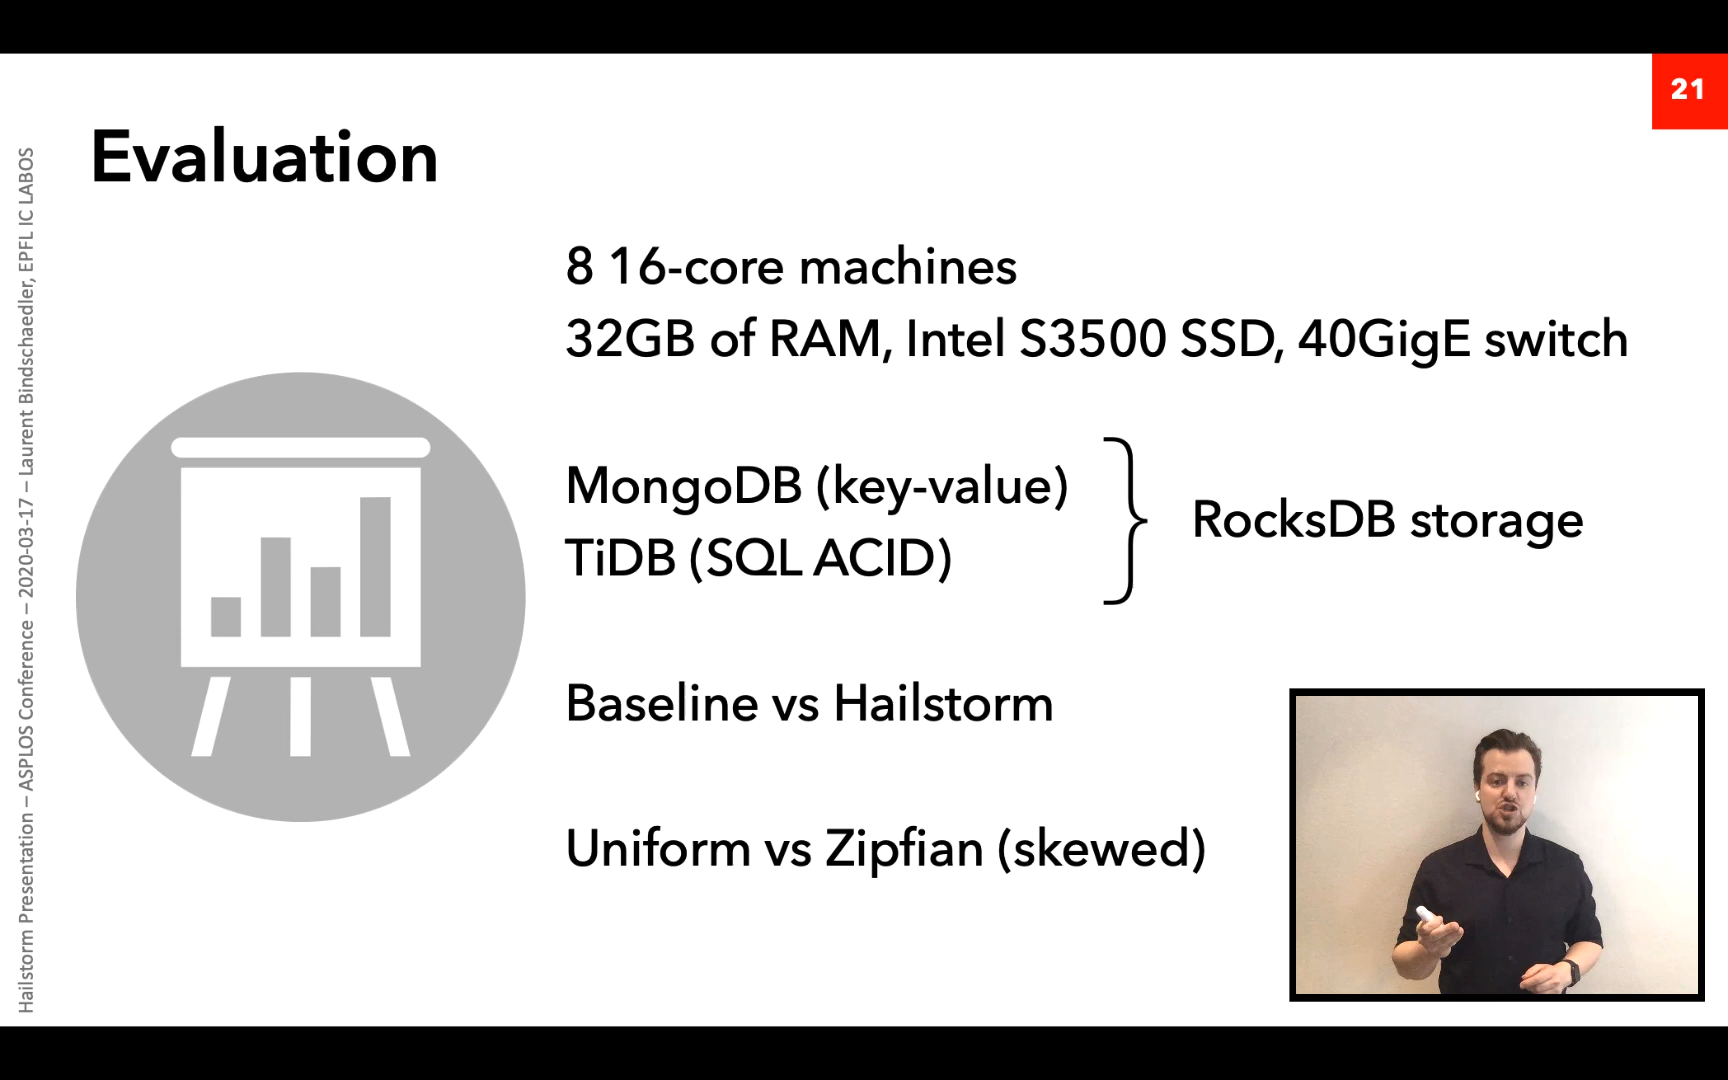 21
Evaluation
8 16-core machines
32GB of RAM, Intel S3500 SSD, 40GigE switch
MongoDB (key-value)
TiDB (SQL ACID)
RocksDB storage
Baseline vs Hailstorm
Uniform vs Zipfian (skewed)
Hailstorm Presentation – ASPLOS Conference – 2020-03-17 – Laurent Bindschaedler, EPFL IC LABOS